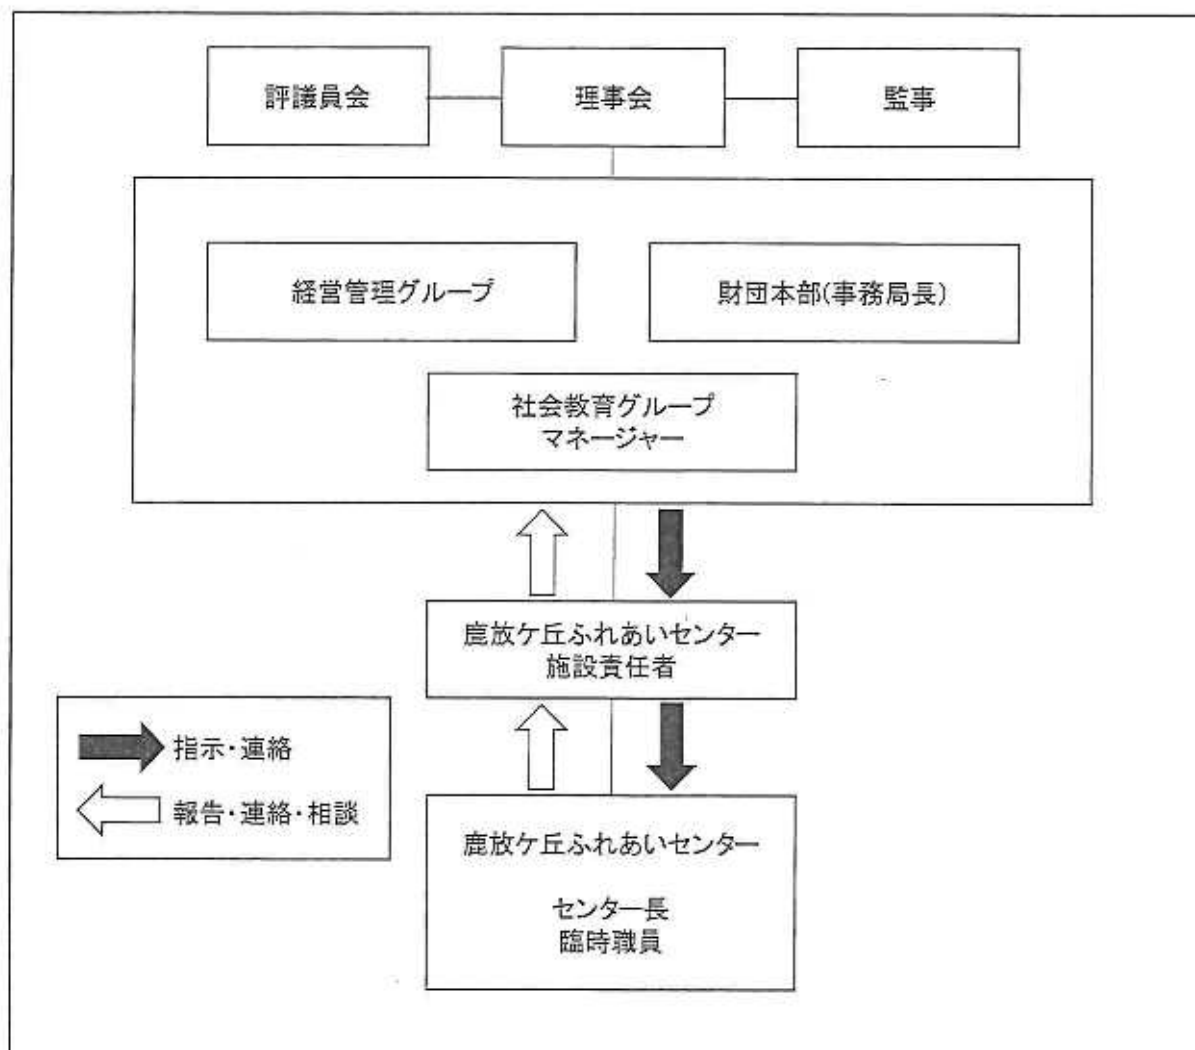 評議員会
理事会
監事
経営管理グループ
財団本部(事務局長)
社会教育グループ
マネージャー
鹿放ケ丘ふれあいセンター
施設責任者
指示・連絡
報告・連絡・相談
鹿放ケ丘ふれあいセンター
センター長
臨時職員